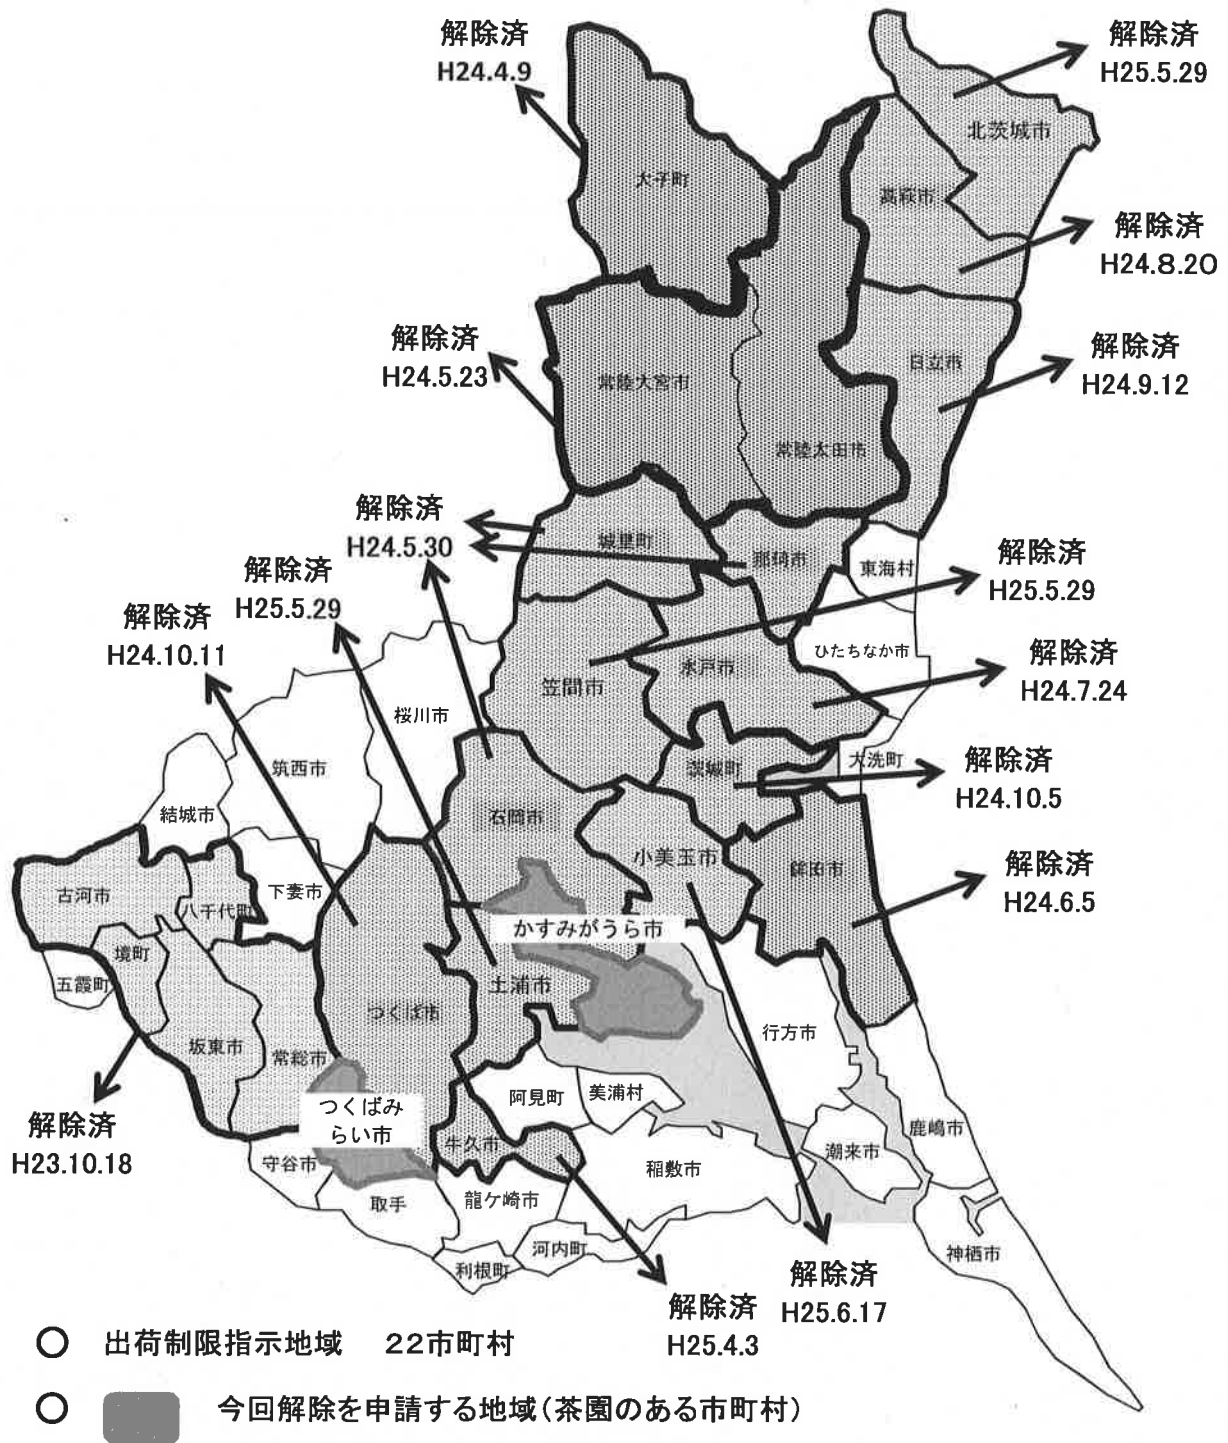 解除済
H24.4.9
解除済
H25.5.29
北茨城市
大子町
高萩市
解除済
H24.8.20
解除済
H24.5.23
解除済
H24.9.12
日立市
常陸大宮市
常陸太田市
解除済
H24.5.30
城里町
那珂市
東海村
解除済
H25.5.29
解除済
H25.5.29
解除済
H24.10.11
ひたちなか市
解除済
H24.7.24
水戸市
笠間市
桜川市
筑西市
茨城町
大洗町
解除済
H24.10.5
結城市
石岡市
小美玉市
鉾田市
解除済
H24.6.5
古河市
八千代町
下妻市
かすみがうら市
境町
五霞町
土浦市
つくば市
行方市
坂東市
常総市
阿見町
美浦村
つくばみ
らい市
解除済
H23.10.18
牛久市
鹿嶋市
潮来市
守谷市
稲敷市
取手
龍ケ崎市
河内町
利根町
神栖市
解除済
H25.6.17
解除済
H25.4.3
○ 出荷制限指示地域 22市町村
○ 今回解除を申請する地域(茶園のある市町村)